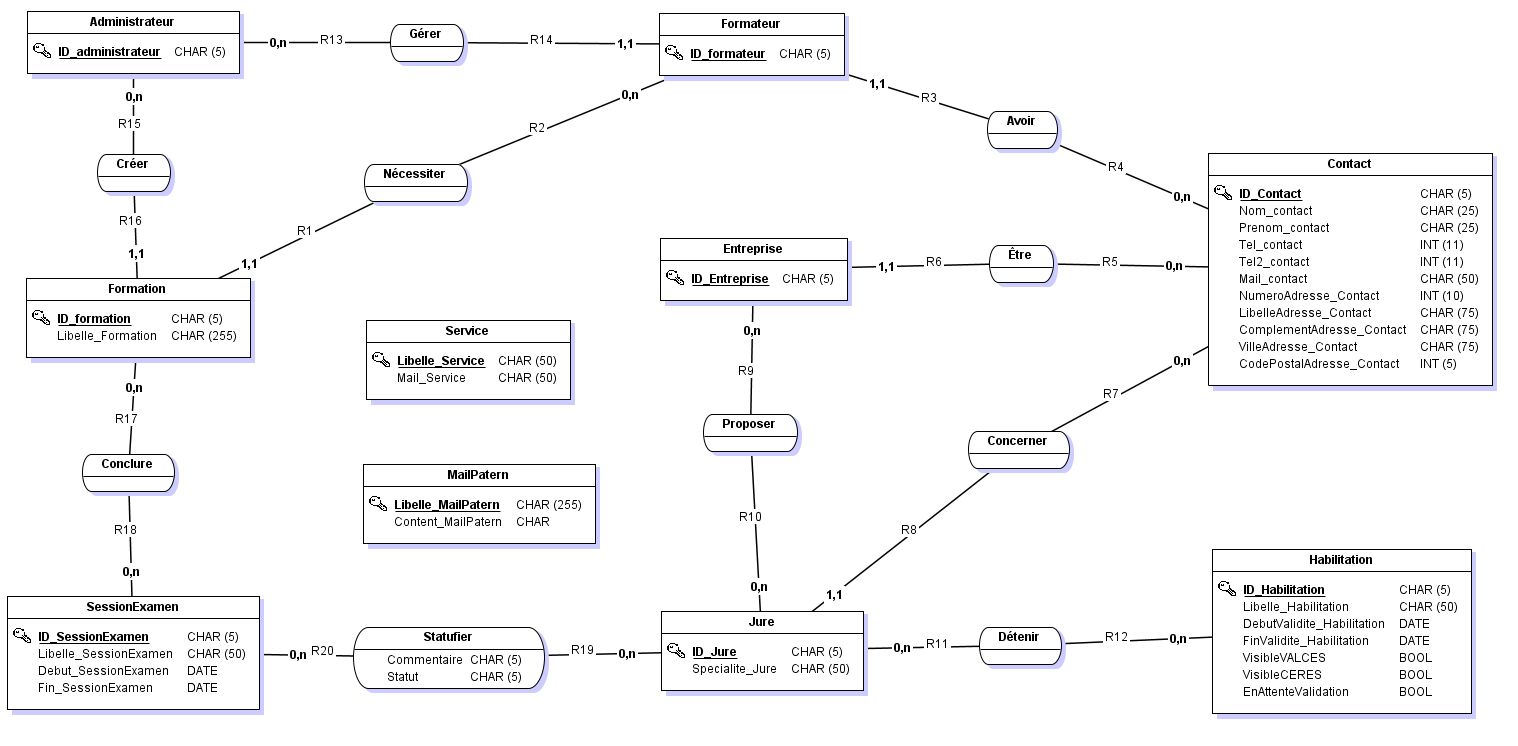 Administrateur
ID_administrateur CHAR (5)
0,n R13
Gérer
R14 1,1
Formateur
ID_formateur CHAR (5)
0,n
R15
Créer
R16
1,1
0,n
R2
Nécessiter
R1
1,1
1,1
R3
Avoir
R4
0,n
Contact
ID_Contact CHAR (5)
Nom_contact CHAR (25)
Prenom_contact CHAR (25)
Tel_contact INT (11)
Tel2_contact INT (11)
Mail_contact CHAR (50)
NumeroAdresse_Contact INT (10)
LibelleAdresse_Contact CHAR (75)
ComplementAdresse_Contact CHAR (75)
VilleAdresse_Contact CHAR (75)
CodePostalAdresse_Contact INT (5)
Entreprise
ID_Entreprise CHAR (5)
1,1 R6
Être
R5 0,n
Formation
ID_formation CHAR (5)
Libelle_Formation CHAR (255)
Service
Libelle_Service CHAR (50)
Mail_Service CHAR (50)
0,n
R9
Proposer
R10
0,n
0,n
R7
Concerner
R8
1,1
0,n
R17
Conclure
R18
0,n
MailPatern
Libelle_MailPatern CHAR (255)
Content_MailPatern CHAR
SessionExamen
ID_SessionExamen CHAR (5)
Libelle_SessionExamen CHAR (50)
Debut_SessionExamen DATE
Fin_SessionExamen DATE
0,n R20
Statufier
Commentaire CHAR (5)
Statut CHAR (5)
R19 0,n
Jure
ID_Jure CHAR (5)
Specialite_Jure CHAR (50)
0,n R11
Détenir
R12 0,n
Habilitation
ID_Habilitation CHAR (5)
Libelle_Habilitation CHAR (50)
DebutValidite_Habilitation DATE
FinValidite_Habilitation DATE
VisibleVALCES BOOL
VisibleCERES BOOL
EnAttenteValidation BOOL